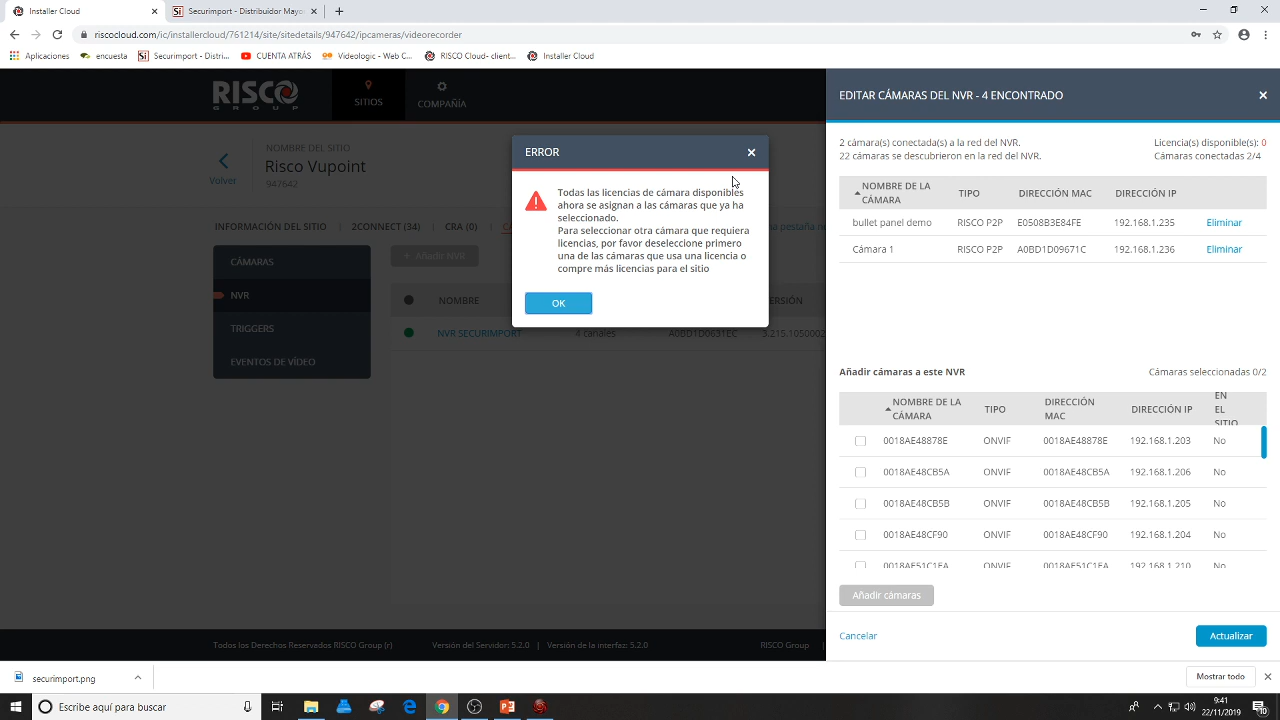 Installer Cloud
Securimport - Distribuidor Mayo
riscocloud.com/ic/installercloud/761214/site/sitedetails/947642/ipcameras/videorecorder
Aplicaciones
encuesta
Securimport - Distri...
CUENTA ATRÁS
Videologic - Web C...
RISCO Cloud- client...
Installer Cloud
RISCO
GROUP
SITIOS
COMPAÑÍA
Volver
NOMBRE DEL SITIO
Risco Vupoint
947642
INFORMACIÓN DEL SITIO | 2CONNECT (34) | CRA (0) |
CÁMARAS
NVR
TRIGGERS
EVENTOS DE VÍDEO
+ Añadir NVR
NOMBRE
NVR SECURIMPORT
4 canales
A0BD1D0631EC
3.215.1050002
ERROR
Todas las licencias de cámara disponibles
ahora se asignan a las cámaras que ya ha
seleccionado.
Para seleccionar otra cámara que requiera
licencias, por favor deseleccione primero
una de las cámaras que usa una licencia o
compre más licencias para el sitio
OK
EDITAR CÁMARAS DEL NVR - 4 ENCONTRADO
2 cámara(s) conectada(s) a la red del NVR.
Licencia(s) disponible(s): 0
22 cámaras se descubrieron en la red del NVR.
Cámaras conectadas 2/4
NOMBRE DE LA
CÁMARA
TIPO
DIRECCIÓN MAC
DIRECCIÓN IP
bullet panel demo RISCO P2P E0508B3E84FE 192.168.1.235 Eliminar
Cámara 1 RISCO P2P A0BD1D09671C 192.168.1.236 Eliminar
Añadir cámaras a este NVR
Cámaras seleccionadas 0/2
NOMBRE DE LA
CÁMARA
TIPO
DIRECCIÓN
MAC
DIRECCIÓN IP
EN
EL
SITIO
0018AE48878E ONVIF 0018AE48878E 192.168.1.203 No
0018AE48CB5A ONVIF 0018AE48CB5A 192.168.1.206 No
0018AE48CB5B ONVIF 0018AE48CB5B 192.168.1.205 No
0018AE48CF90 ONVIF 0018AE48CF90 192.168.1.204 No
0018AE51C1EA ONVIF 0018AE51C1EA 192.168.1.210 No
Añadir cámaras
Cancelar
Actualizar
Todos los Derechos Reservados RISCO Group (r)
Versión del Servidor: 5.2.0 | Versión de la interfaz: 5.2.0
RISCO Group |
securimport.png
Mostrar todo
Escribe aquí para buscar
9:41
22/11/2019